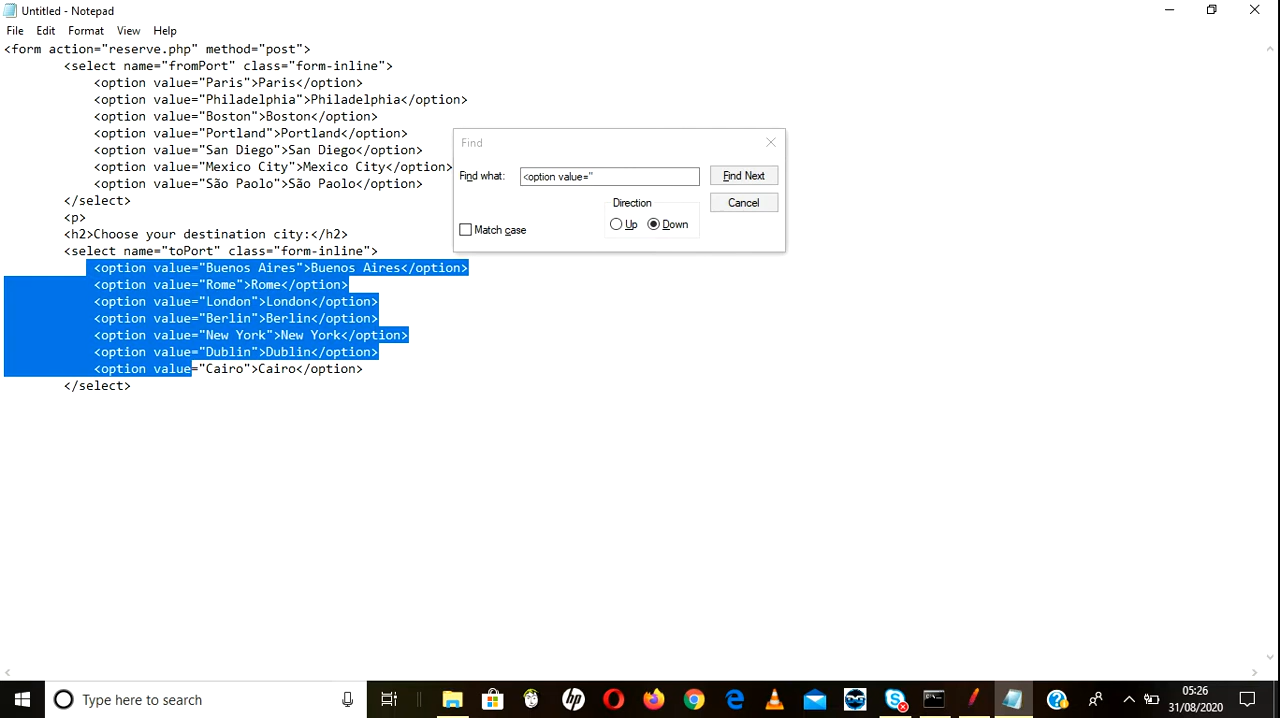 Untitled - Notepad
File Edit Format View Help
<form action="reserve.php" method="post">
<select name="fromPort" class="form-inline">
<option value="Paris">Paris</option>
<option value="Philadelphia">Philadelphia</option>
<option value="Boston">Boston</option>
<option value="Portland">Portland</option>
<option value="San Diego">San Diego</option>
<option value="Mexico City">Mexico City</option>
<option value="São Paolo">São Paolo</option>
</select>
<p>
<h2>Choose your destination city:</h2>
<select name="toPort" class="form-inline">
<option value="Buenos Aires">Buenos Aires</option>
<option value="Rome">Rome</option>
<option value="London">London</option>
<option value="Berlin">Berlin</option>
<option value="New York">New York</option>
<option value="Dublin">Dublin</option>
<option value="Cairo">Cairo</option>
</select>
Find
Find what: <option value=" Find Next
Direction Cancel
Match case Up Down
Type here to search
hp
05:26
31/08/2020